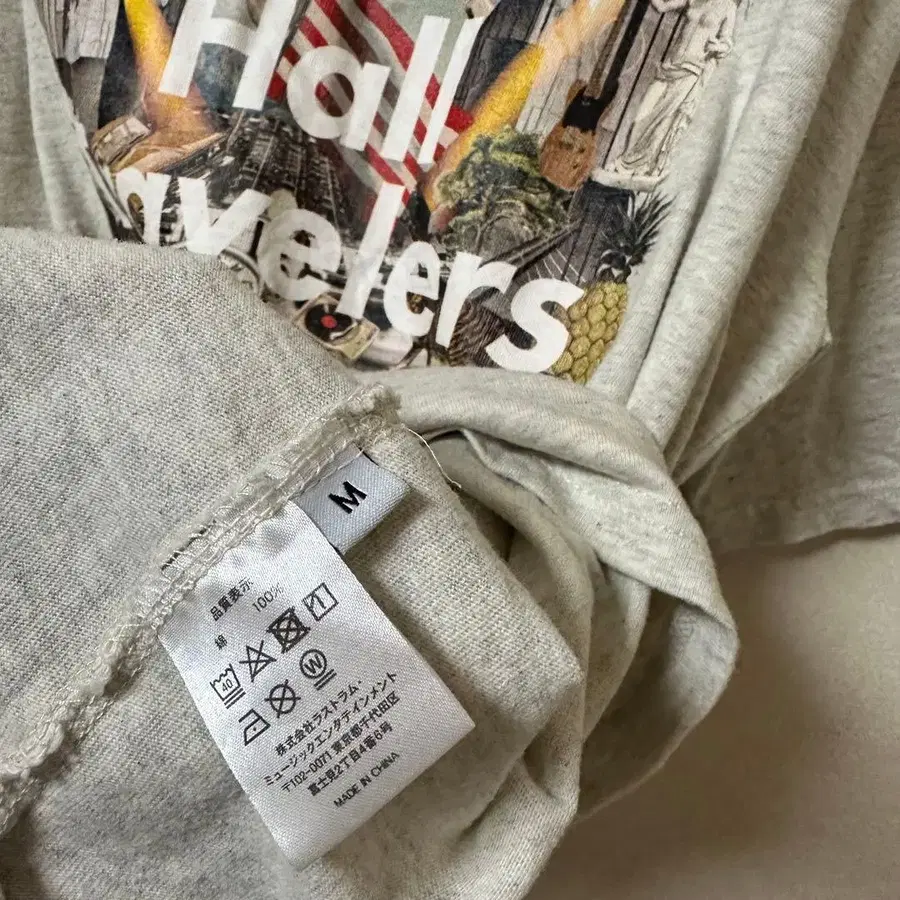 Hall
avelers
M
品質表示
綿 100%
40
W
株式会社ラストラム・
ミュージックエンタテインメント
〒102-0071 東京都千代田区
富士見2丁目4番6号
MADE IN CHINA